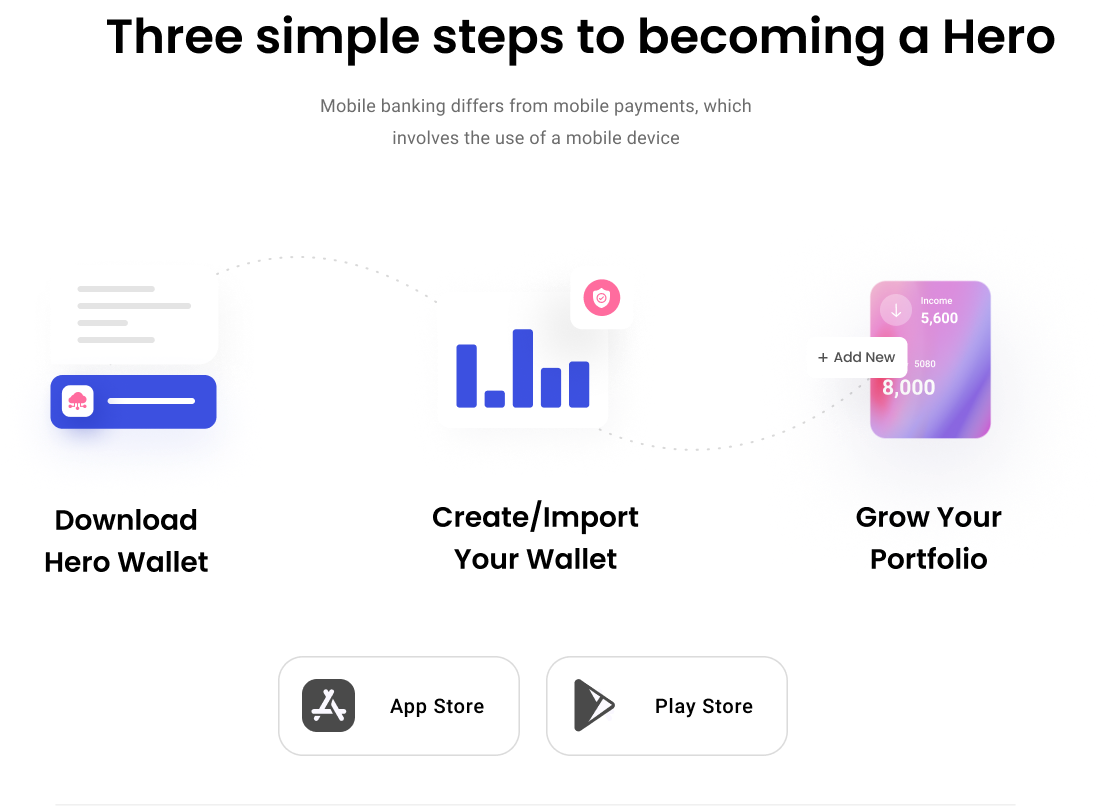 Three simple steps to becoming a Hero
Mobile banking differs from mobile payments, which
involves the use of a mobile device
Income
5,600
+ Add New
5080
8,000
Download
Hero Wallet
Create/Import
Your Wallet
Grow Your
Portfolio
App Store
Play Store